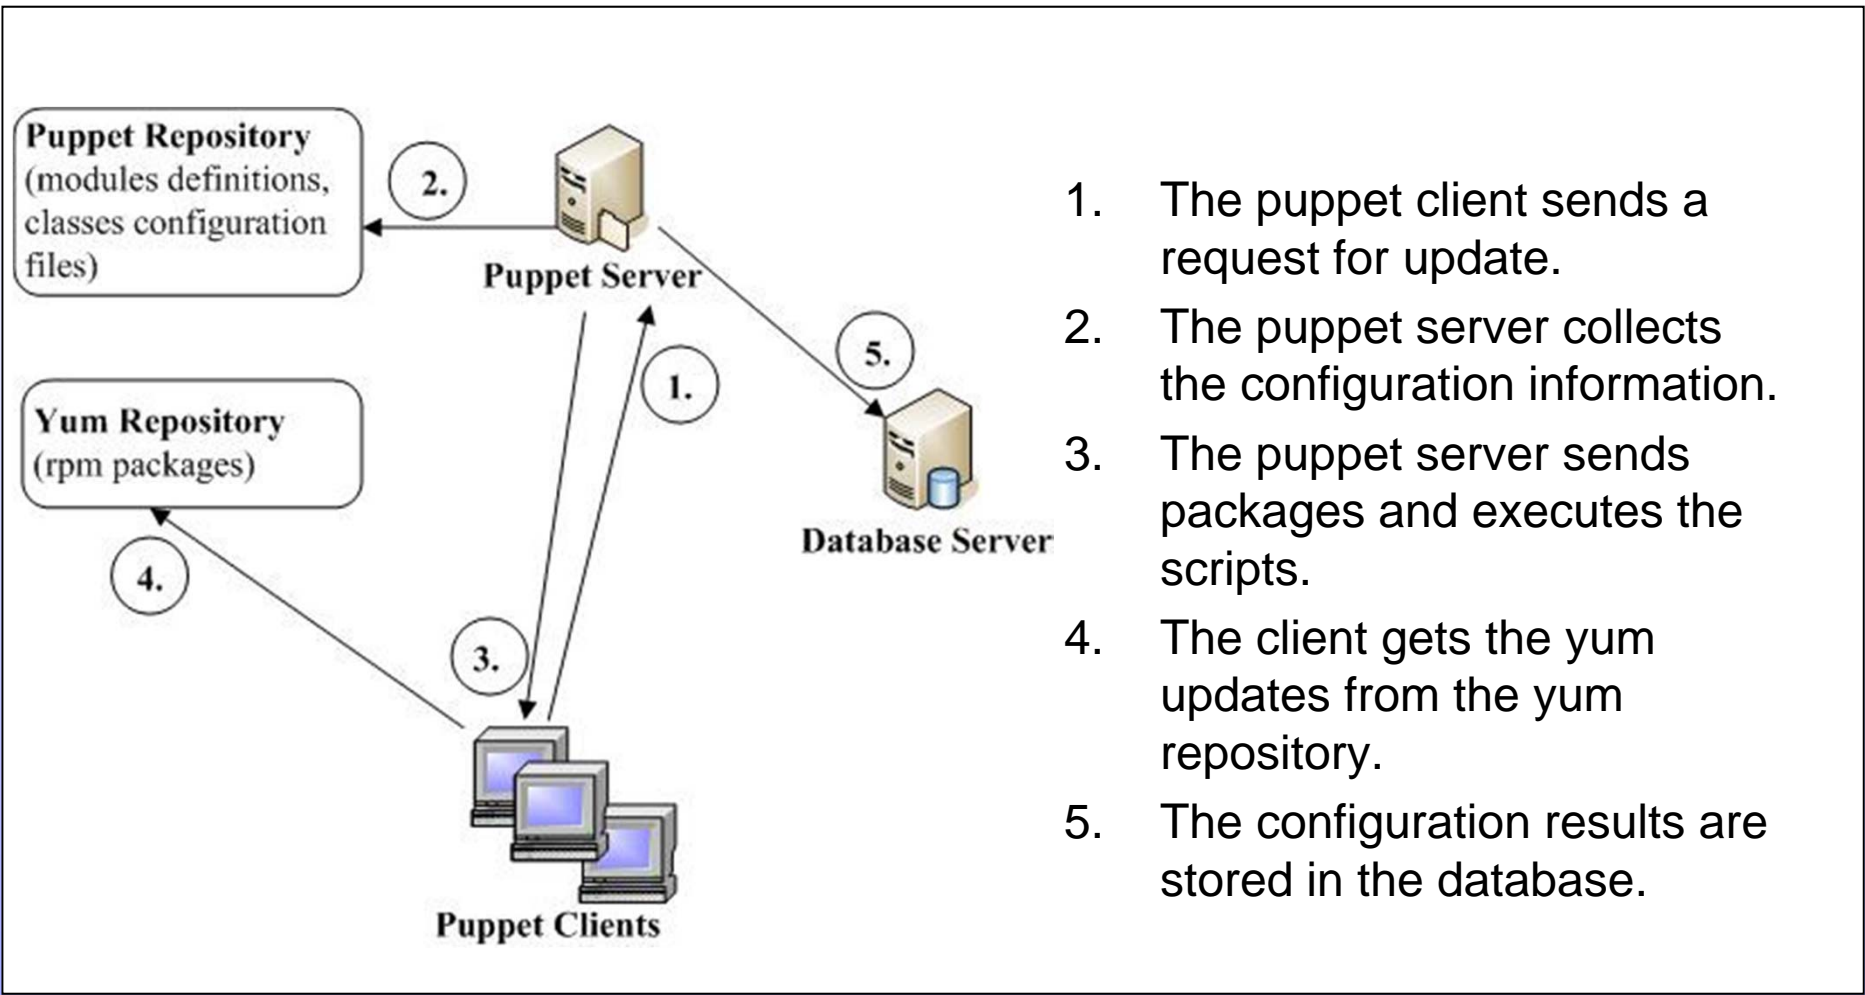 Puppet Repository
(modules definitions,
classes configuration
files)
2.
Puppet Server
1.
5.
Yum Repository
(rpm packages)
Database Server
4.
3.
Puppet Clients
1. The puppet client sends a
request for update.
2. The puppet server collects
the configuration information.
3. The puppet server sends
packages and executes the
scripts.
4. The client gets the yum
updates from the yum
repository.
5. The configuration results are
stored in the database.